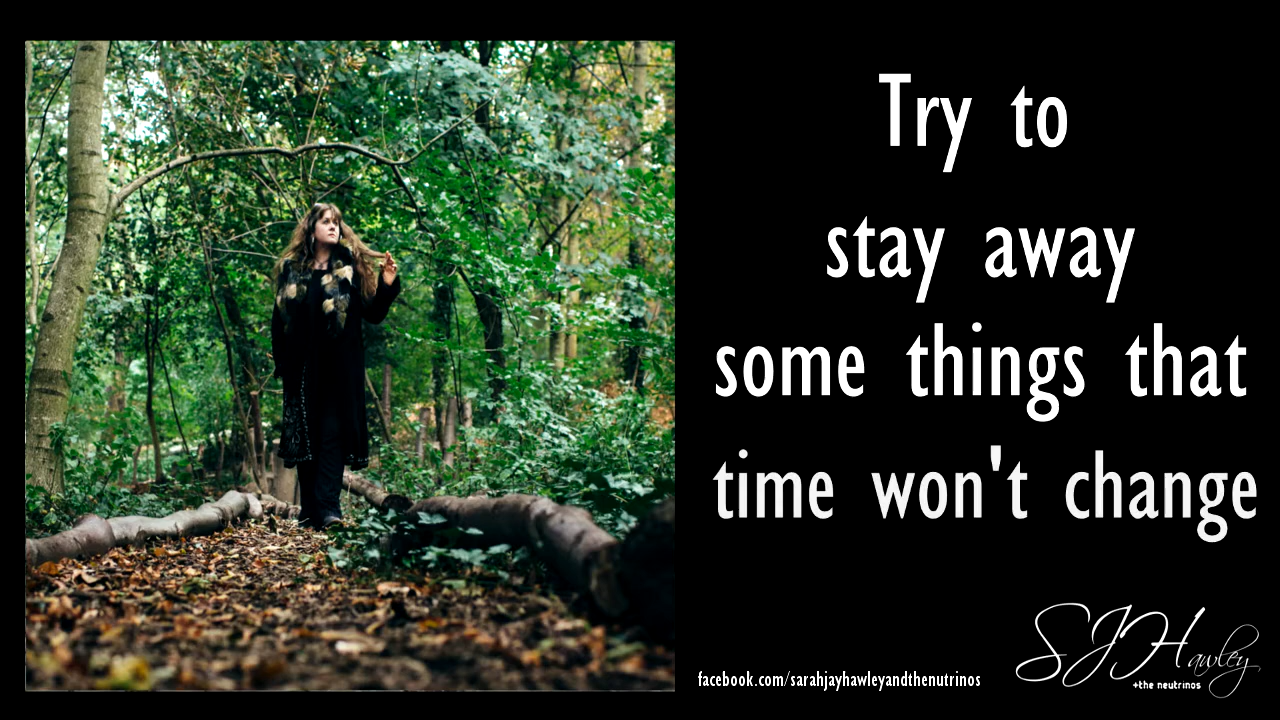 Try to
stay away
some things that
time won't change
facebook.com/sarahjayhawleyandthenutrinos
SJHawley
+the neutrinos